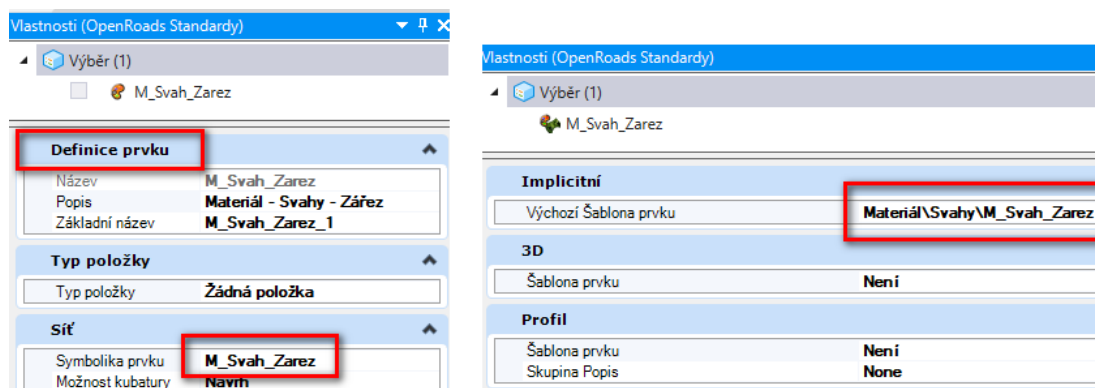 Vlastnosti (OpenRoads Standardy)
Výběr (1)
M_Svah_Zarez
Definice prvku
Název M_Svah_Zarez
Popis Materiál - Svahy - Zářez
Základní název M_Svah_Zarez_1
Typ položky
Typ položky Žádná položka
Síť
Symbolika prvku M_Svah_Zarez
Možnost kubatury Návrh
Vlastnosti (OpenRoads Standardy)
Výběr (1)
M_Svah_Zarez
Implicitní
Výchozí Šablona prvku Materiál\Svahy\M_Svah_Zarez
3D
Šablona prvku Není
Profil
Šablona prvku Není
Skupina Popis None